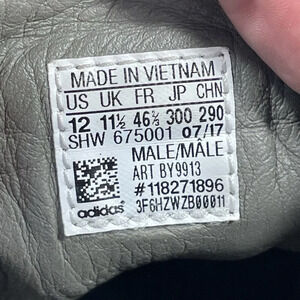 MADE IN VIETNAM
US UK FR JP CHN
12 11½ 46⅔ 300 290
SHW 675001 07/17
MALE/MÂLE
ART BY9913
#118271896
adidas 3F6HZWZB00011